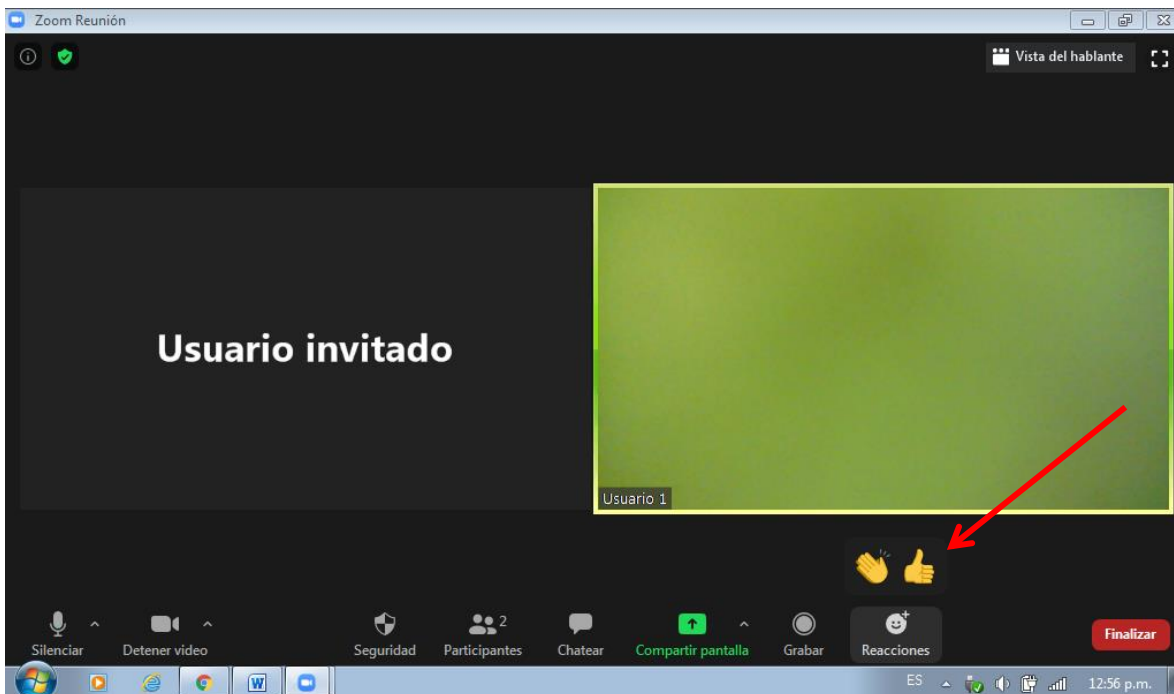 Zoom Reunión
Vista del hablante
Usuario invitado
Usuario 1
Silenciar
Detener video
Seguridad
Participantes 2
Chatear
Compartir pantalla
Grabar
Reacciones
Finalizar
W
ES
12:56 p.m.